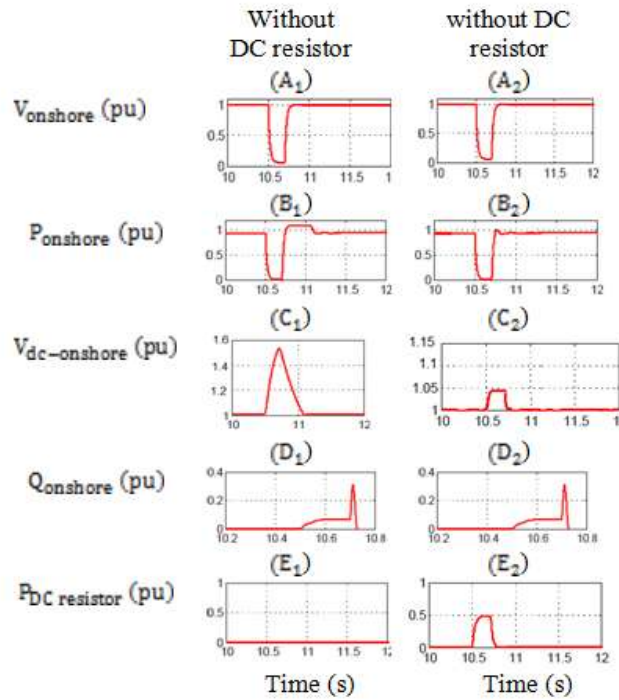 Without
DC resistor
without DC
resistor
V_onshore (pu)
(A₁)
1
0.5
0
10 10.5 11 11.5 1
(A₂)
1
0.5
0
10 10.5 11 11.5 12
P_onshore (pu)
(B₁)
1
0.5
0
10 10.5 11 11.5 12
(B₂)
1
0.5
0
10 10.5 11 11.5 12
V_dc−onshore (pu)
(C₁)
1.6
1.4
1.2
1
10 11 12
(C₂)
1.15
1.1
1.05
1
10 10.5 11 11.5 12
Q_onshore (pu)
(D₁)
0.4
0.2
0
10.2 10.4 10.6 10.8
(D₂)
0.4
0.2
0
10.2 10.4 10.6 10.8
P_DC resistor (pu)
(E₁)
1
0.5
0
10 10.5 11 11.5 12
(E₂)
1
0.5
0
10 10.5 11 11.5 12
Time (s)
Time (s)